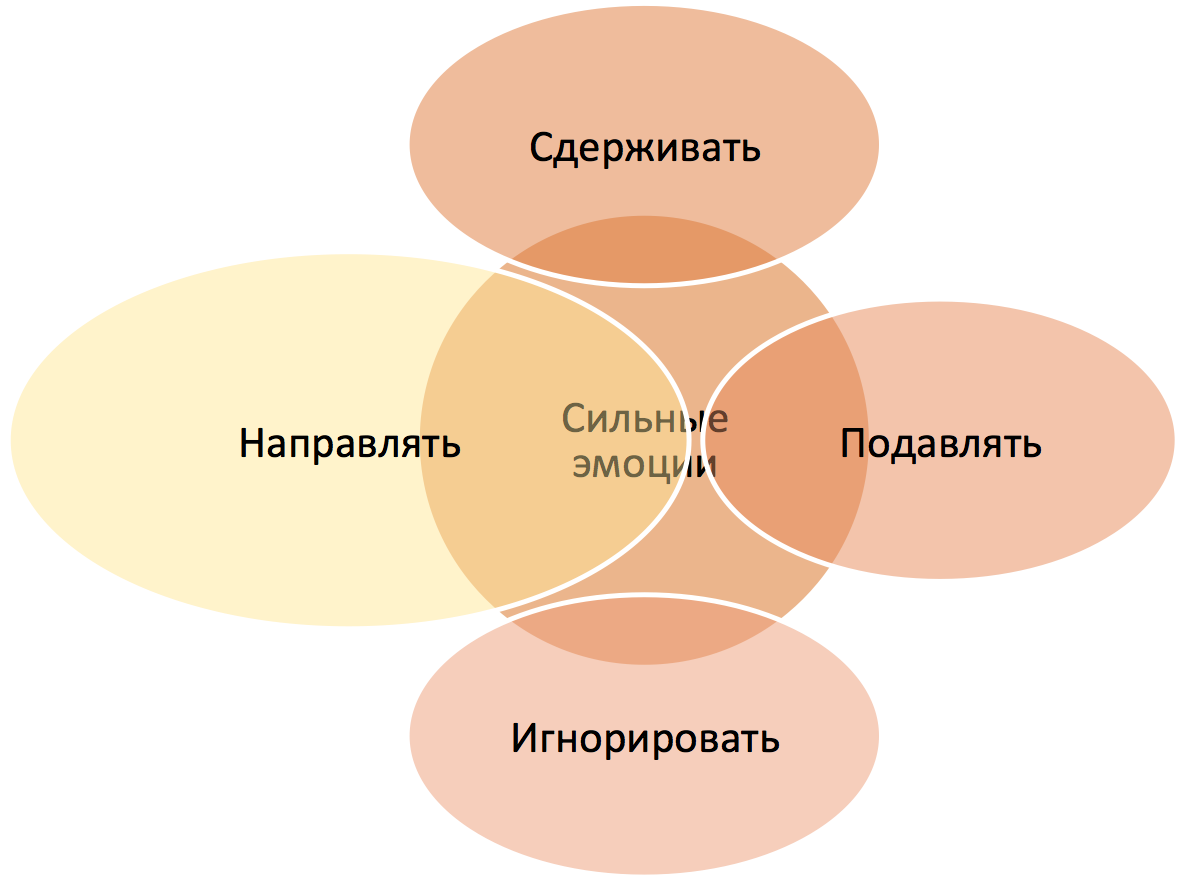 Сдерживать
Направлять
Сильные
эмоции
Подавлять
Игнорировать